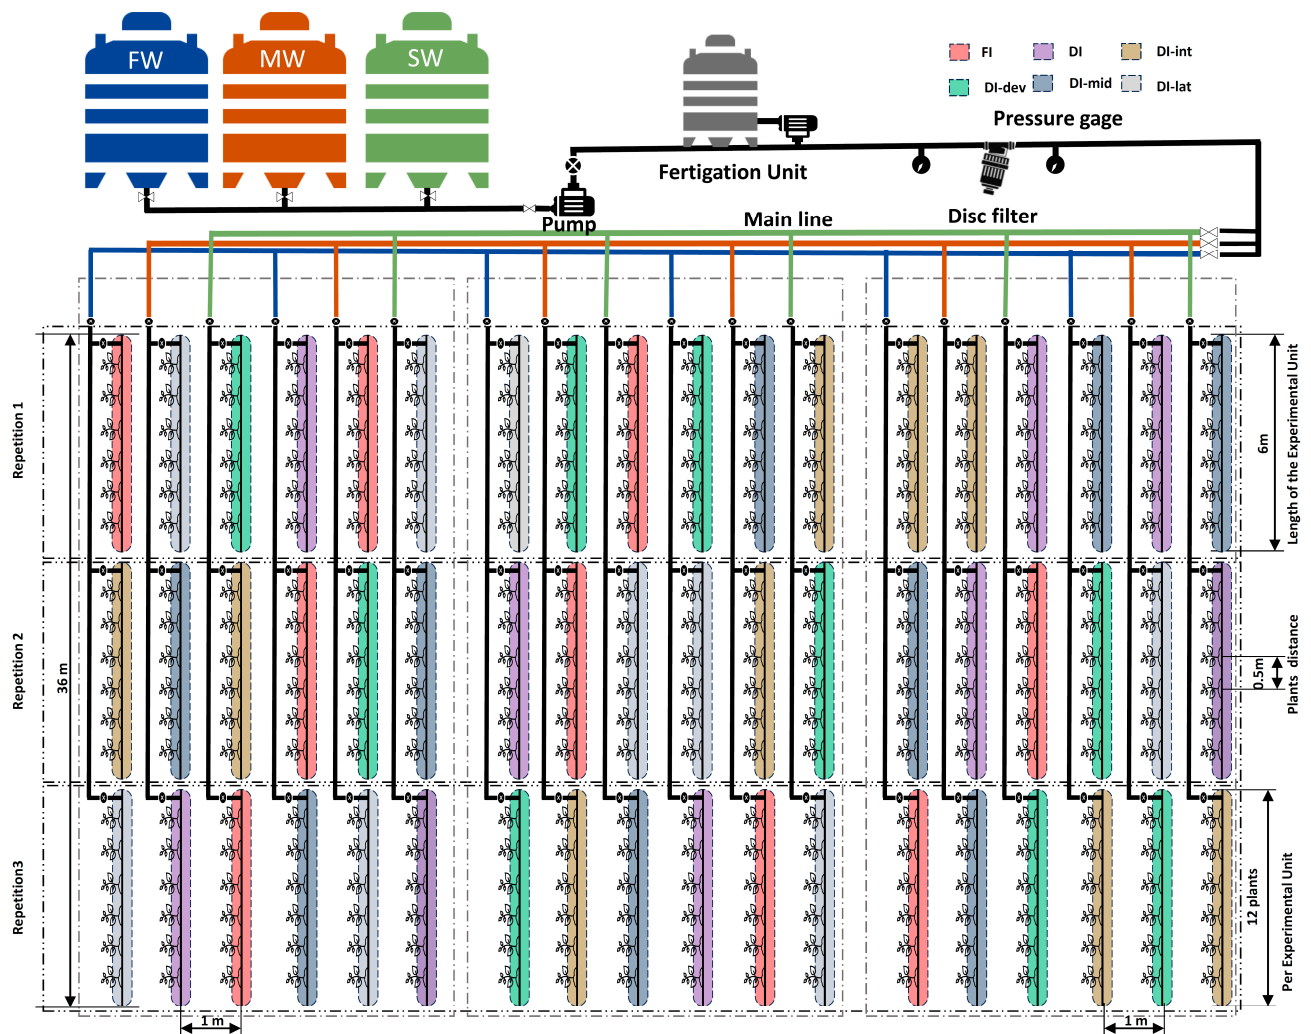 FW
MW
SW
FI
DI
DI-int
DI-dev
DI-mid
DI-lat
Pressure gage
Fertigation Unit
Disc filter
Pump
Main line
Repetition 1
Repetition 2
Repetition3
36 m
6m
Length of the Experimental Unit
0.5m
Plants distance
12 plants
Per Experimental Unit
1 m
1 m